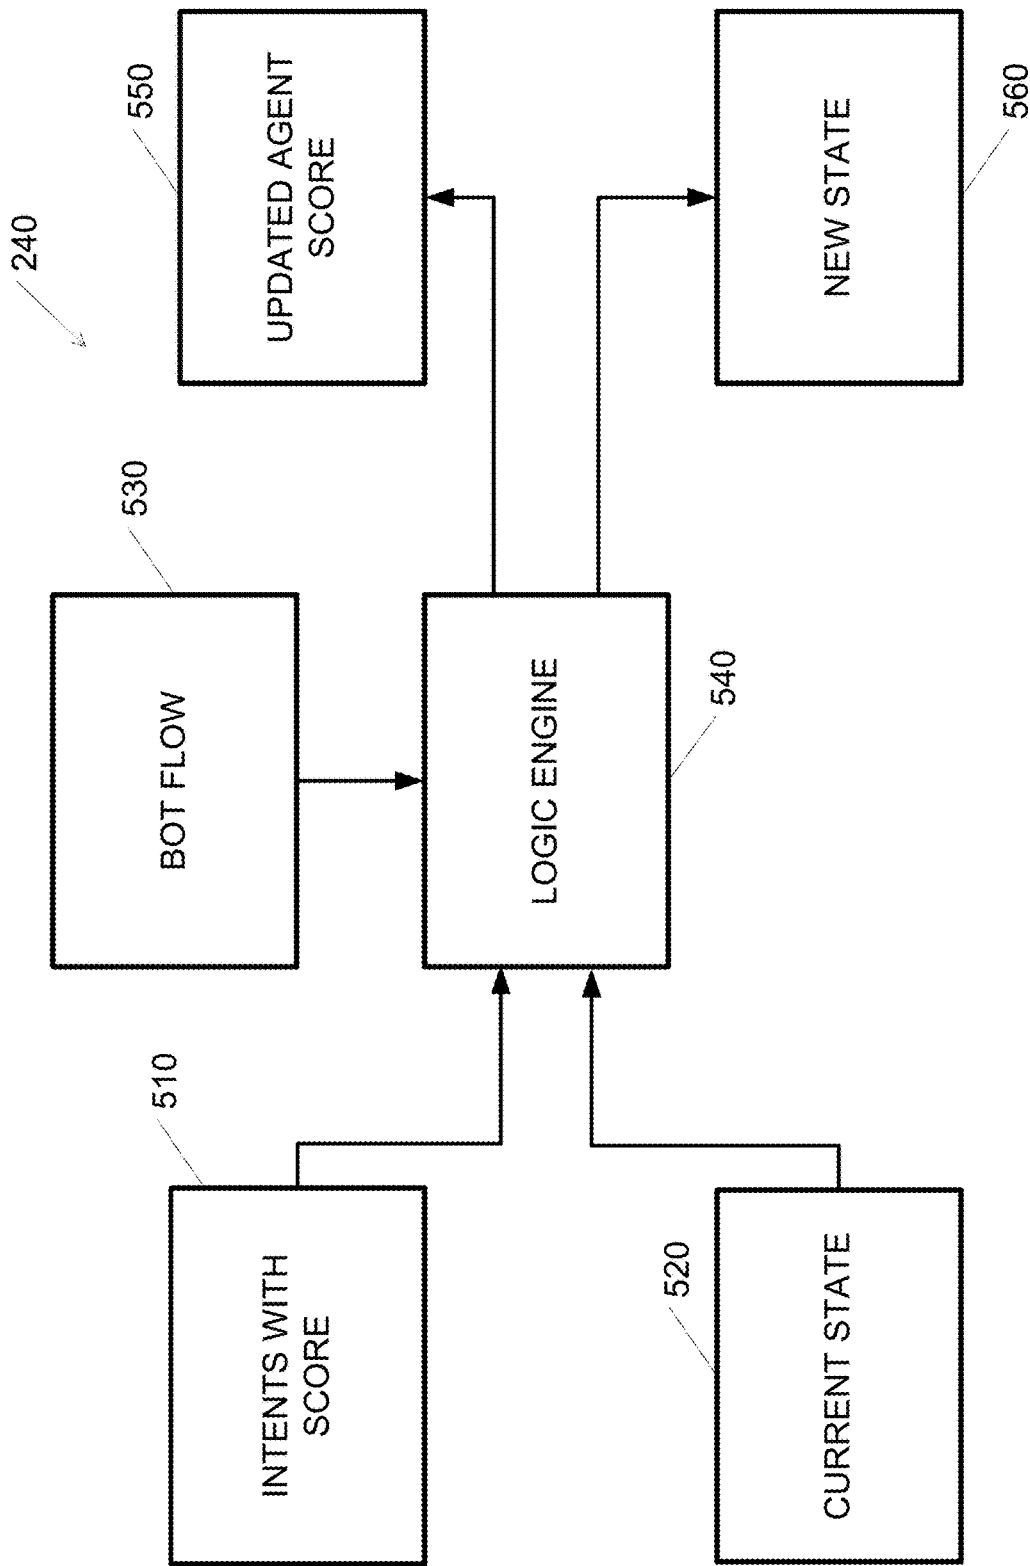 240
510
INTENTS WITH
SCORE
520
CURRENT STATE
530
BOT FLOW
LOGIC ENGINE
540
550
UPDATED AGENT
SCORE
NEW STATE
560